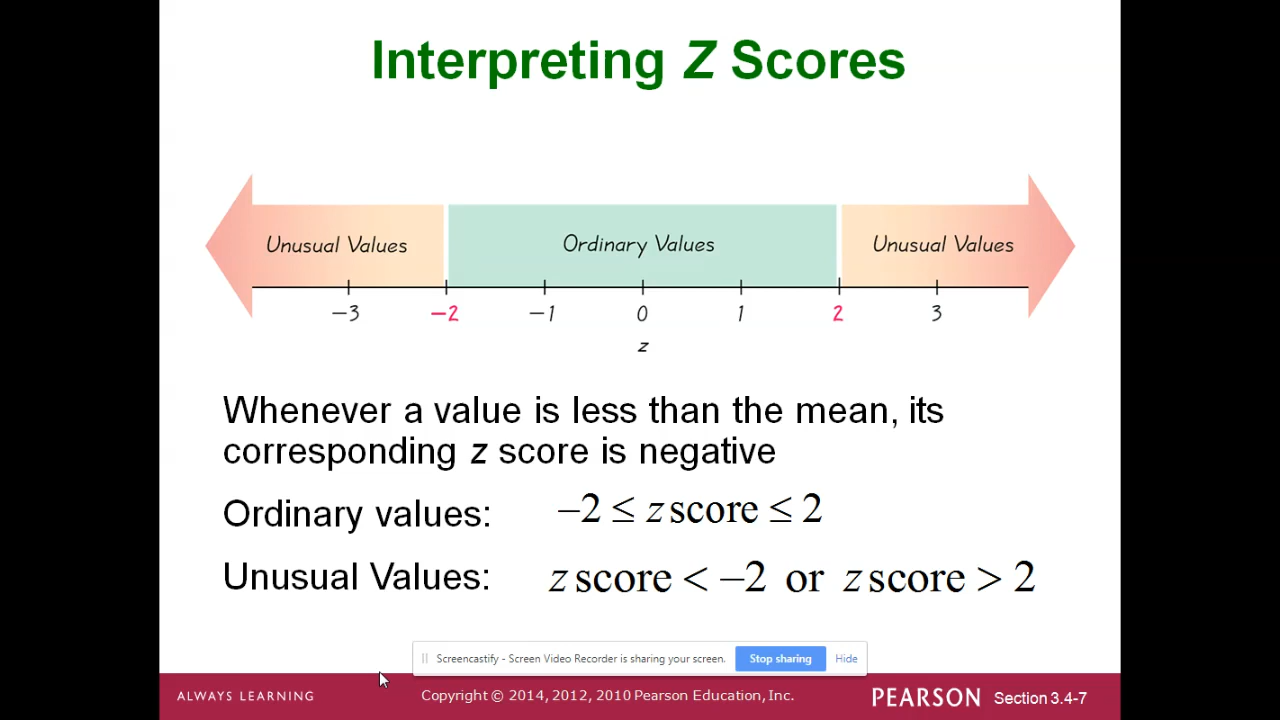 Interpreting Z Scores
Unusual Values Ordinary Values Unusual Values
−3 −2 −1 0 1 2 3
z
Whenever a value is less than the mean, its
corresponding z score is negative
Ordinary values: −2 ≤ z score ≤ 2
Unusual Values: z score < −2 or z score > 2
Screencastify - Screen Video Recorder is sharing your screen. Stop sharing Hide
ALWAYS LEARNING Copyright © 2014, 2012, 2010 Pearson Education, Inc. PEARSON Section 3.4-7